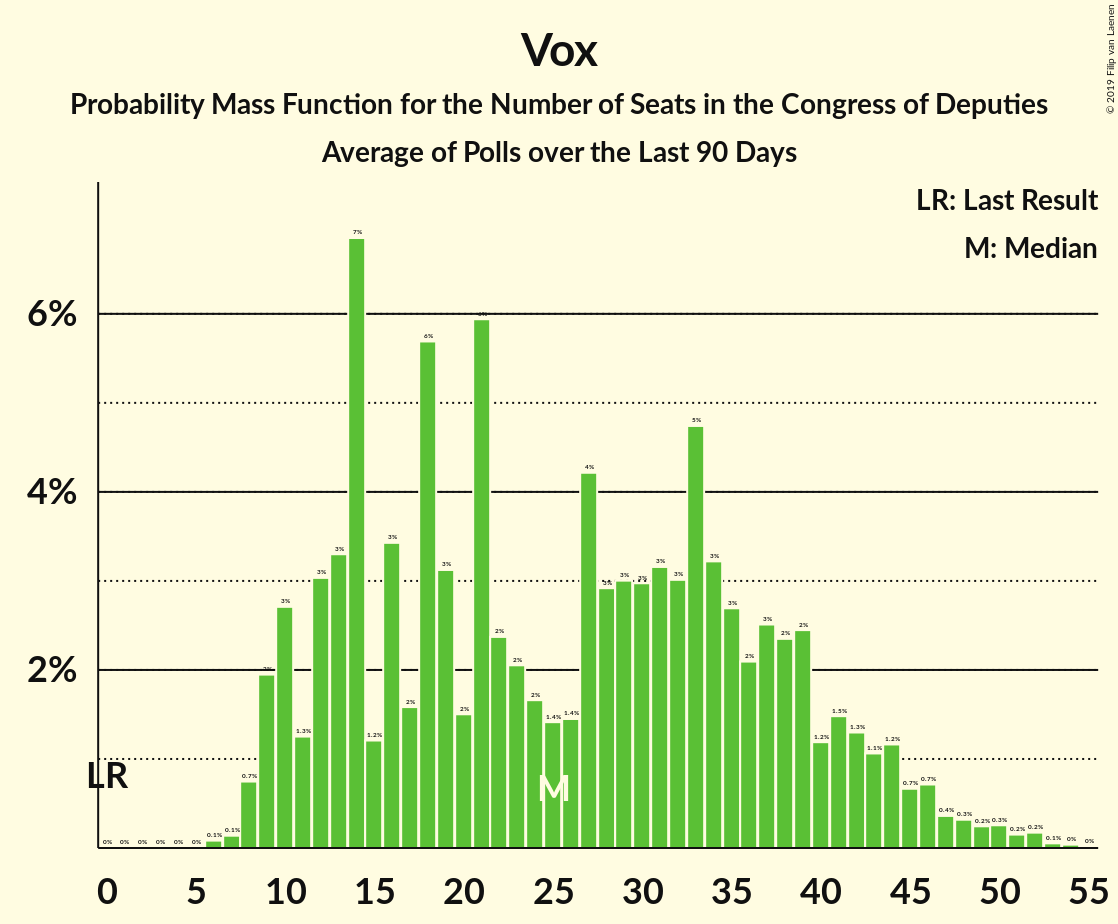 Vox
Probability Mass Function for the Number of Seats in the Congress of Deputies
Average of Polls over the Last 90 Days
© 2019 Filip van Laenen
LR: Last Result
M: Median
6%
4%
2%
0% 0% 0% 0% 0% 0% 0.1% 0.1% 0.7% 2% 3% 1.3% 3% 3% 7% 1.2% 3% 2% 6% 3% 2% 6% 2% 2% 2% 1.4% 1.4% 4% 3% 3% 3% 3% 3% 5% 3% 3% 2% 3% 2% 2% 1.2% 1.5% 1.3% 1.1% 1.2% 0.7% 0.7% 0.4% 0.3% 0.2% 0.3% 0.2% 0.2% 0.1% 0% 0%
LR
M
0 5 10 15 20 25 30 35 40 45 50 55